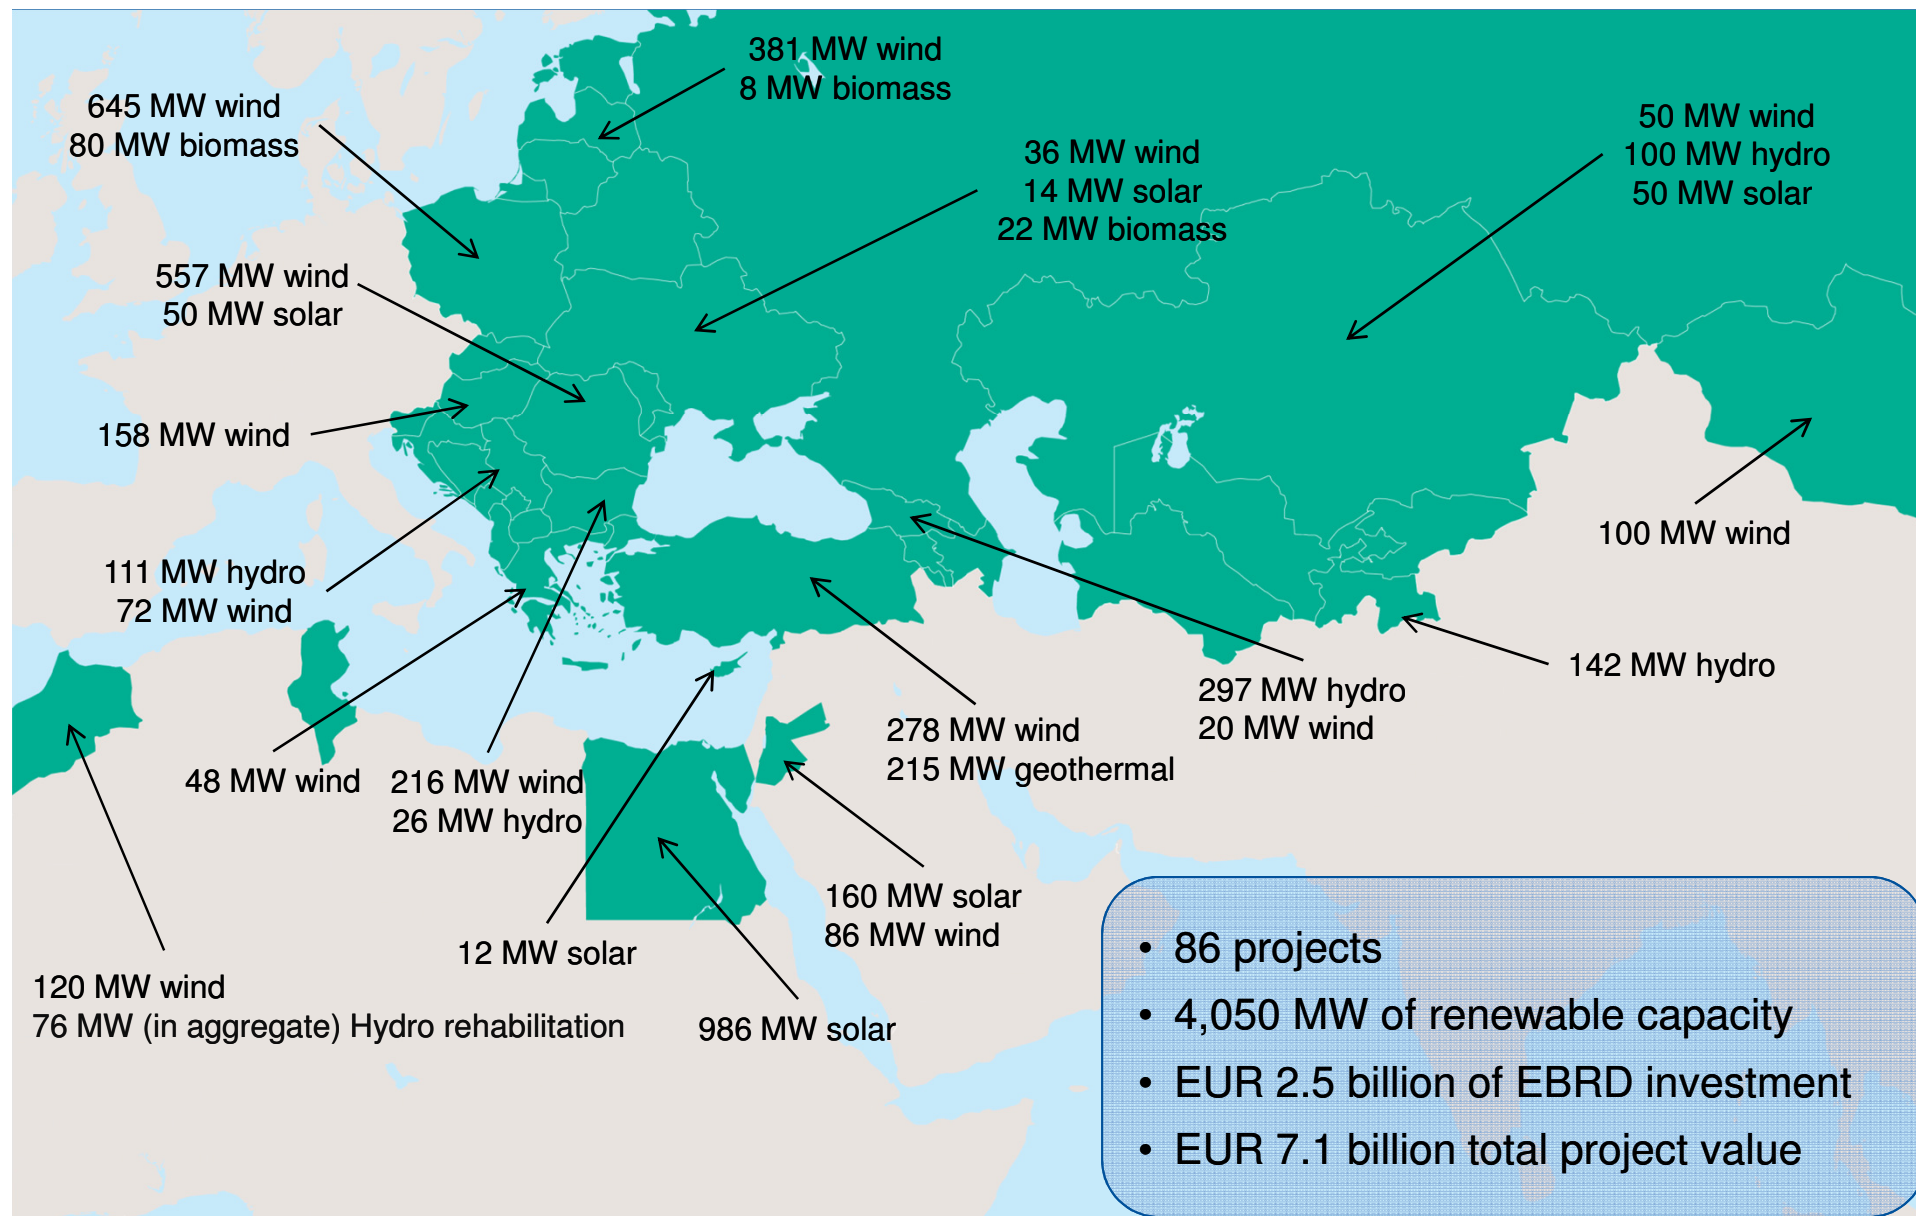 381 MW wind
8 MW biomass
645 MW wind
80 MW biomass
50 MW wind
100 MW hydro
50 MW solar
36 MW wind
14 MW solar
22 MW biomass
557 MW wind
50 MW solar
158 MW wind
100 MW wind
111 MW hydro
72 MW wind
142 MW hydro
297 MW hydro
20 MW wind
278 MW wind
215 MW geothermal
48 MW wind
216 MW wind
26 MW hydro
160 MW solar
86 MW wind
12 MW solar
120 MW wind
76 MW (in aggregate) Hydro rehabilitation
986 MW solar
• 86 projects
• 4,050 MW of renewable capacity
• EUR 2.5 billion of EBRD investment
• EUR 7.1 billion total project value